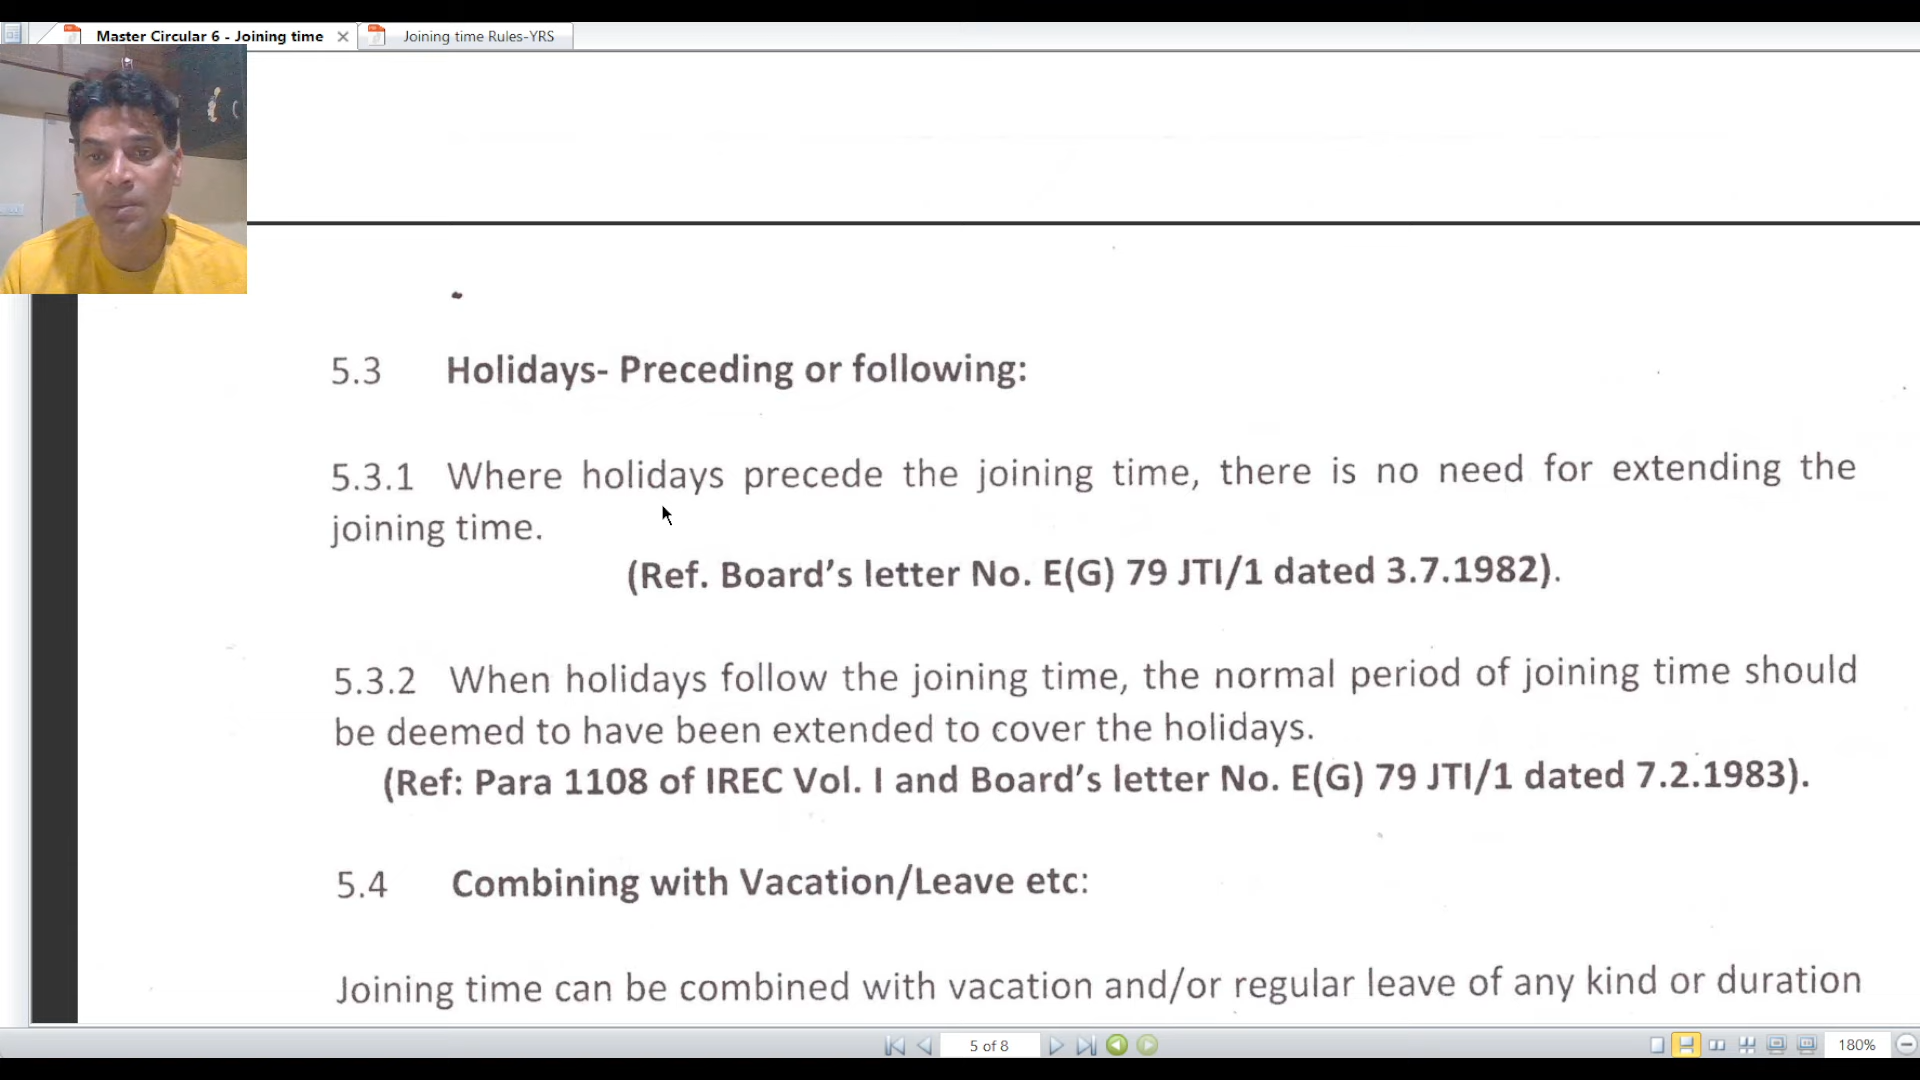 Master Circular 6 - Joining time
Joining time Rules-YRS
5.3 Holidays- Preceding or following:
5.3.1 Where holidays precede the joining time, there is no need for extending the
joining time.
(Ref. Board's letter No. E(G) 79 JTI/1 dated 3.7.1982).
5.3.2 When holidays follow the joining time, the normal period of joining time should
be deemed to have been extended to cover the holidays.
(Ref: Para 1108 of IREC Vol. I and Board's letter No. E(G) 79 JTI/1 dated 7.2.1983).
5.4 Combining with Vacation/Leave etc:
Joining time can be combined with vacation and/or regular leave of any kind or duration
5 of 8
180%